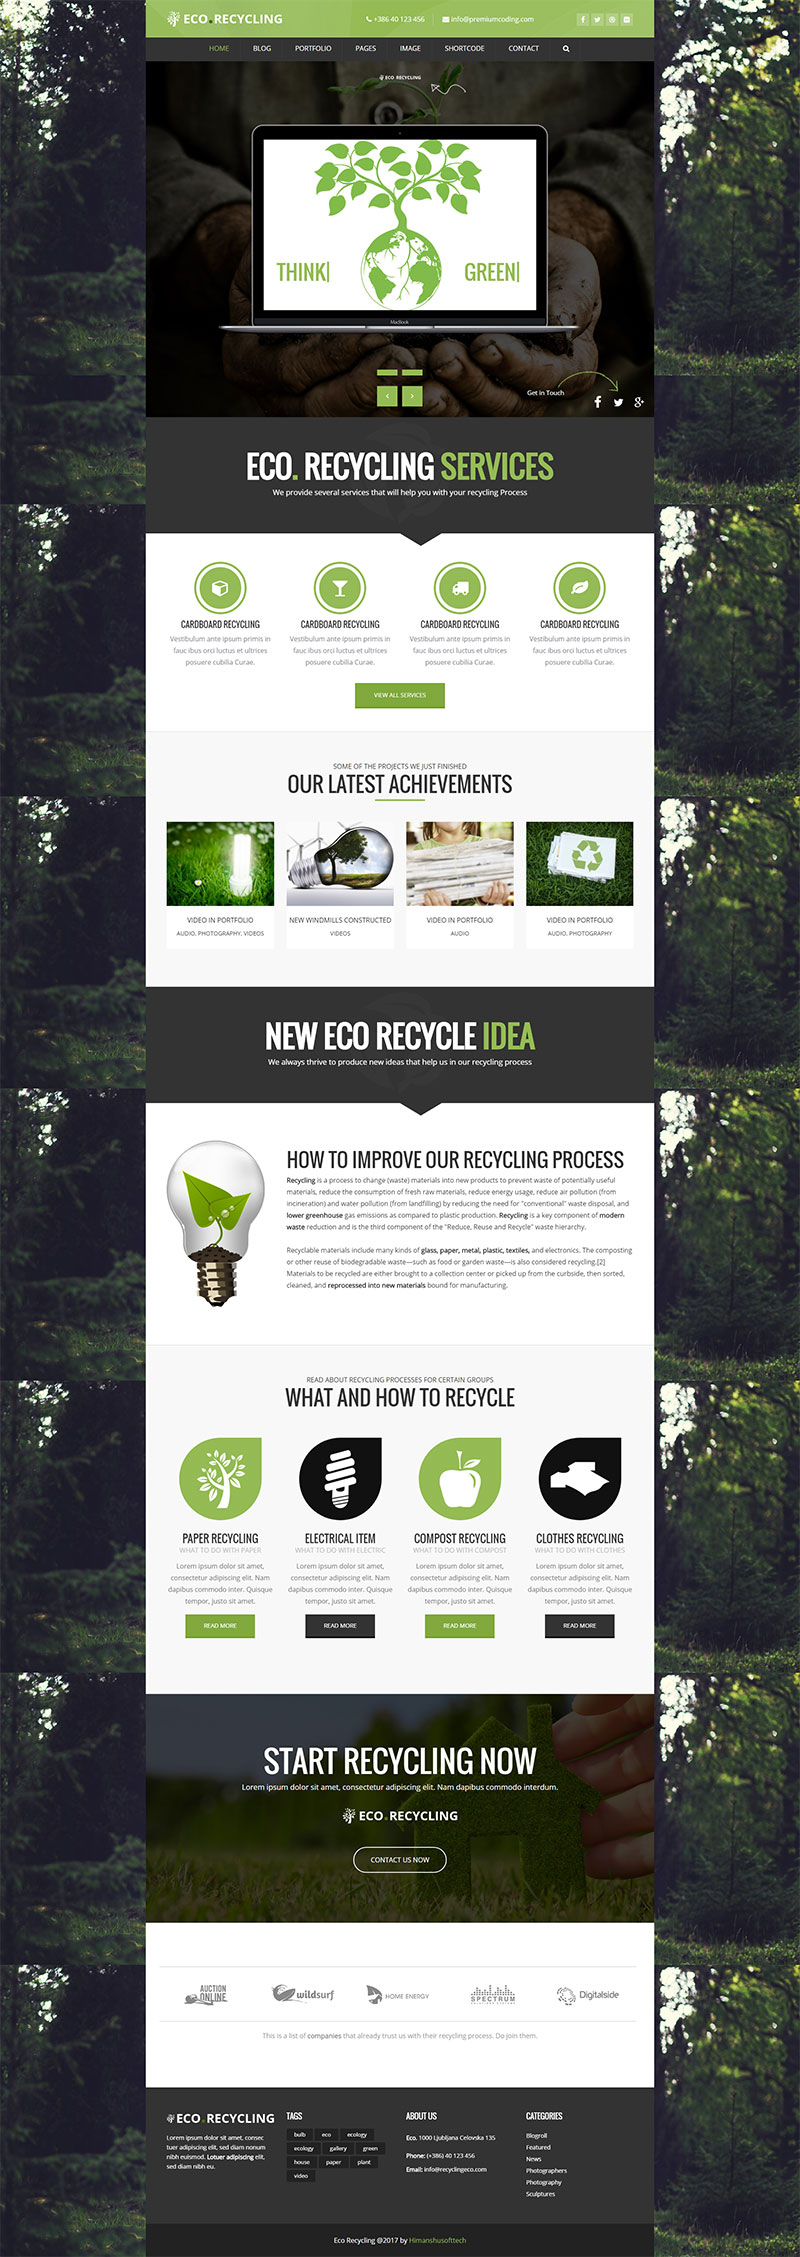 ECO.RECYCLING
+386 40 123 456
info@premiumcoding.com
HOME BLOG PORTFOLIO PAGES IMAGE SHORTCODE CONTACT
ECO RECYCLING
THINK GREEN
MacBook
Get in Touch
ECO. RECYCLING SERVICES
We provide several services that will help you with your recycling Process
CARDBOARD RECYCLING
Vestibulum ante ipsum primis in
fauc ibus orci luctus et ultrices
posuere cubilia Curae.
CARDBOARD RECYCLING
Vestibulum ante ipsum primis in
fauc ibus orci luctus et ultrices
posuere cubilia Curae.
CARDBOARD RECYCLING
Vestibulum ante ipsum primis in
fauc ibus orci luctus et ultrices
posuere cubilia Curae.
CARDBOARD RECYCLING
Vestibulum ante ipsum primis in
fauc ibus orci luctus et ultrices
posuere cubilia Curae.
VIEW ALL SERVICES
SOME OF THE PROJECTS WE JUST FINISHED
OUR LATEST ACHIEVEMENTS
VIDEO IN PORTFOLIO
AUDIO, PHOTOGRAPHY, VIDEOS
NEW WINDMILLS CONSTRUCTED
VIDEOS
VIDEO IN PORTFOLIO
AUDIO
VIDEO IN PORTFOLIO
AUDIO, PHOTOGRAPHY
NEW ECO RECYCLE IDEA
We always thrive to produce new ideas that help us in our recycling process
HOW TO IMPROVE OUR RECYCLING PROCESS
Recycling is a process to change (waste) materials into new products to prevent waste of potentially useful
materials, reduce the consumption of fresh raw materials, reduce energy usage, reduce air pollution (from
incineration) and water pollution (from landfilling) by reducing the need for "conventional" waste disposal, and
lower greenhouse gas emissions as compared to plastic production. Recycling is a key component of modern
waste reduction and is the third component of the "Reduce, Reuse and Recycle" waste hierarchy.
Recyclable materials include many kinds of glass, paper, metal, plastic, textiles, and electronics. The composting
or other reuse of biodegradable waste—such as food or garden waste—is also considered recycling.[2]
Materials to be recycled are either brought to a collection center or picked up from the curbside, then sorted,
cleaned, and reprocessed into new materials bound for manufacturing.
READ ABOUT RECYCLING PROCESSES FOR CERTAIN GROUPS
WHAT AND HOW TO RECYCLE
PAPER RECYCLING
WHAT TO DO WITH PAPER
Lorem ipsum dolor sit amet,
consectetur adipiscing elit. Nam
dapibus commodo inter. Quisque
tempor, justo sit amet.
READ MORE
ELECTRICAL ITEM
WHAT TO DO WITH ELECTRIC
Lorem ipsum dolor sit amet,
consectetur adipiscing elit. Nam
dapibus commodo inter. Quisque
tempor, justo sit amet.
READ MORE
COMPOST RECYCLING
WHAT TO DO WITH COMPOST
Lorem ipsum dolor sit amet,
consectetur adipiscing elit. Nam
dapibus commodo inter. Quisque
tempor, justo sit amet.
READ MORE
CLOTHES RECYCLING
WHAT TO DO WITH CLOTHES
Lorem ipsum dolor sit amet,
consectetur adipiscing elit. Nam
dapibus commodo inter. Quisque
tempor, justo sit amet.
READ MORE
START RECYCLING NOW
Lorem ipsum dolor sit amet, consectetur adipiscing elit. Nam dapibus commodo interdum.
ECO.RECYCLING
CONTACT US NOW
AUCTION
ONLINE
wildsurf
HOME ENERGY
SPECTRUM
Digitalside
This is a list of companies that already trust us with their recycling process. Do join them.
ECO.RECYCLING
Lorem ipsum dolor sit amet, consec
tuer adipiscing elit, sed diam nonum
nibh euismod. Lotuer adipiscing elit,
sed diam nibh eu.
TAGS
bulb eco ecology
ecology gallery green
house paper plant
video
ABOUT US
Eco. 1000 Ljubljana Celovska 135
Phone: (+386) 40 123 456
Email: info@recyclingeco.com
CATEGORIES
Blogroll
Featured
News
Photographers
Photography
Sculptures
Eco Recycling @2017 by Himanshusofttech